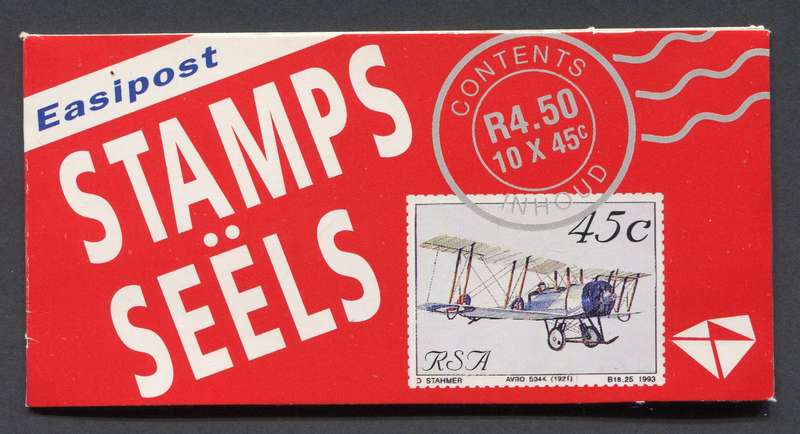 Easipost
STAMPS
SEËLS
CONTENTS
R4.50
10 X 45c
INHOUD
45c
RSA
D STAHMER AVRO 504K (1921) B18.25 1993